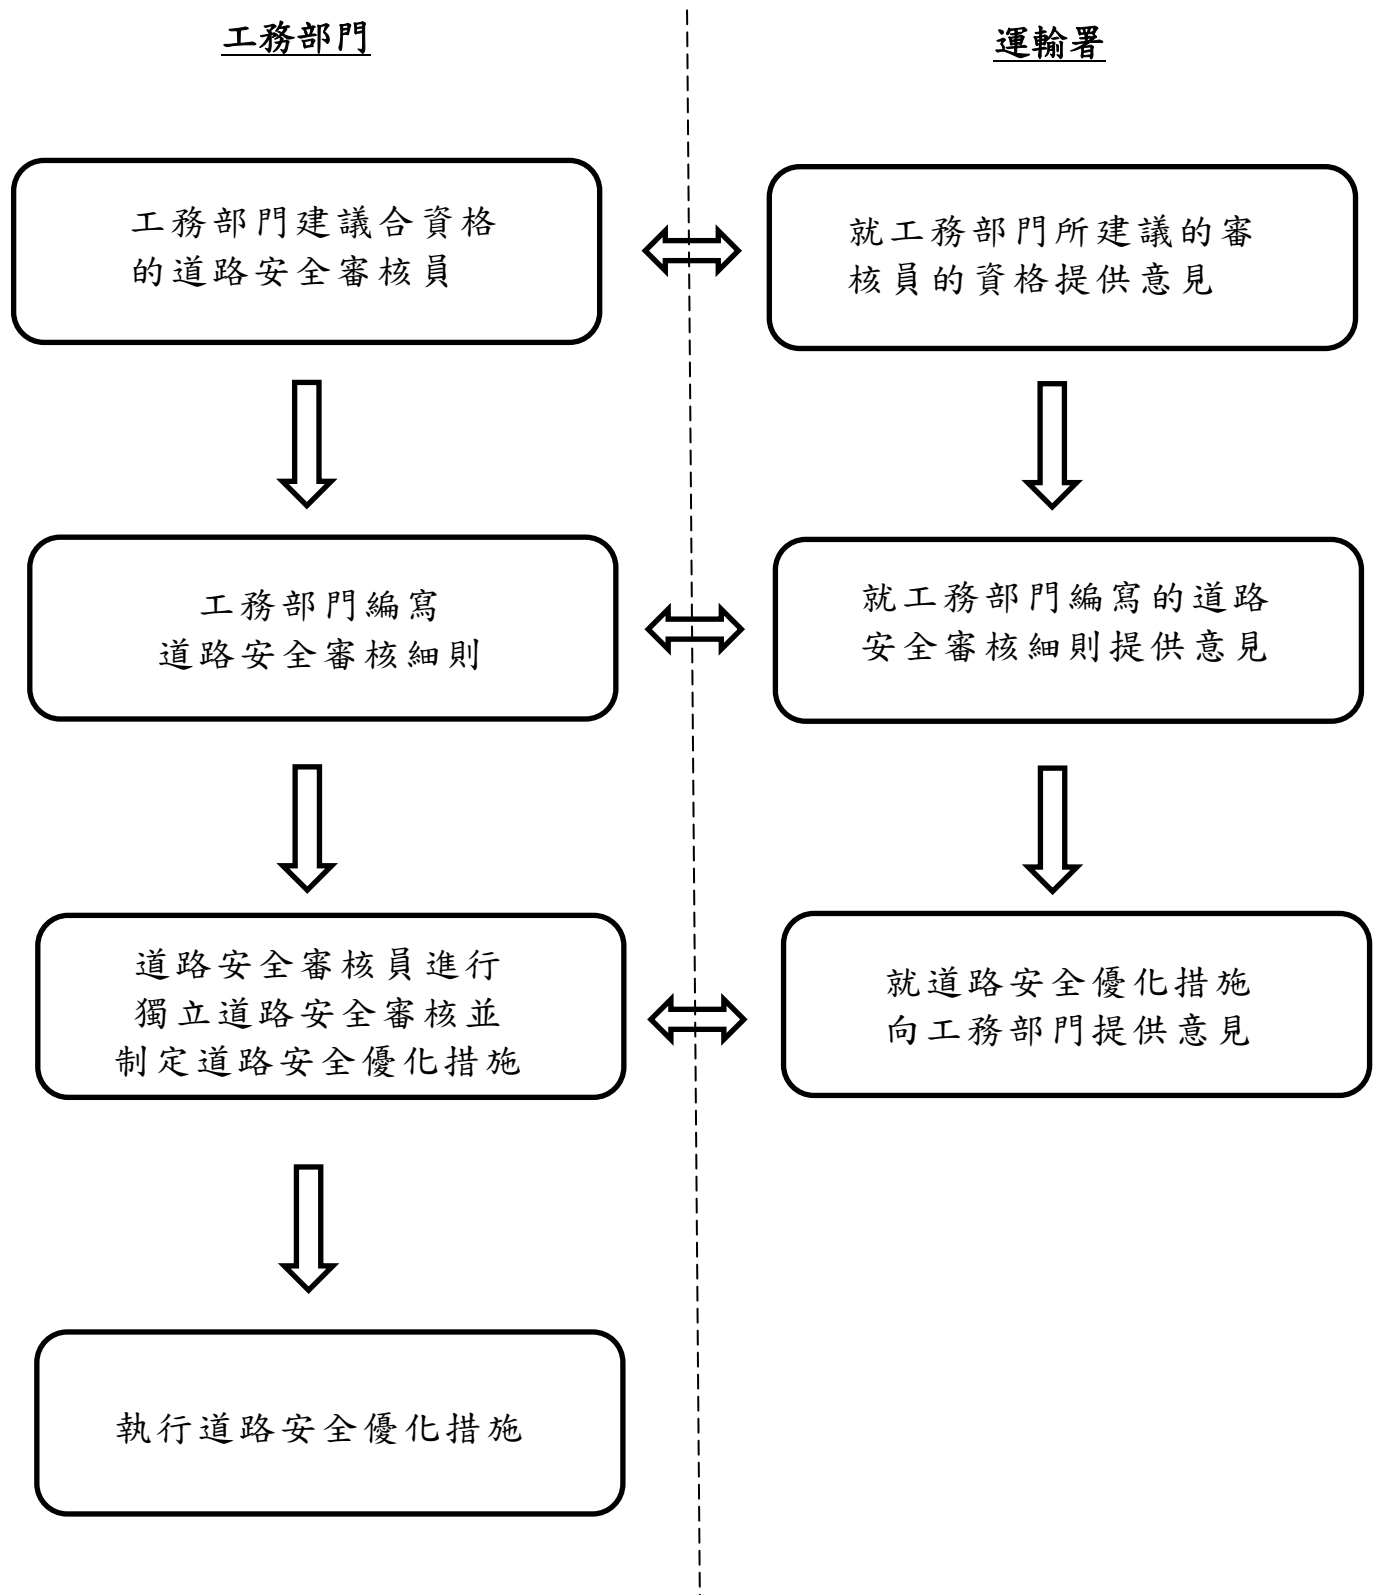 工務部門
運輸署
工務部門建議合資格
的道路安全審核員
就工務部門所建議的審
核員的資格提供意見
工務部門編寫
道路安全審核細則
就工務部門編寫的道路
安全審核細則提供意見
道路安全審核員進行
獨立道路安全審核並
制定道路安全優化措施
就道路安全優化措施
向工務部門提供意見
執行道路安全優化措施